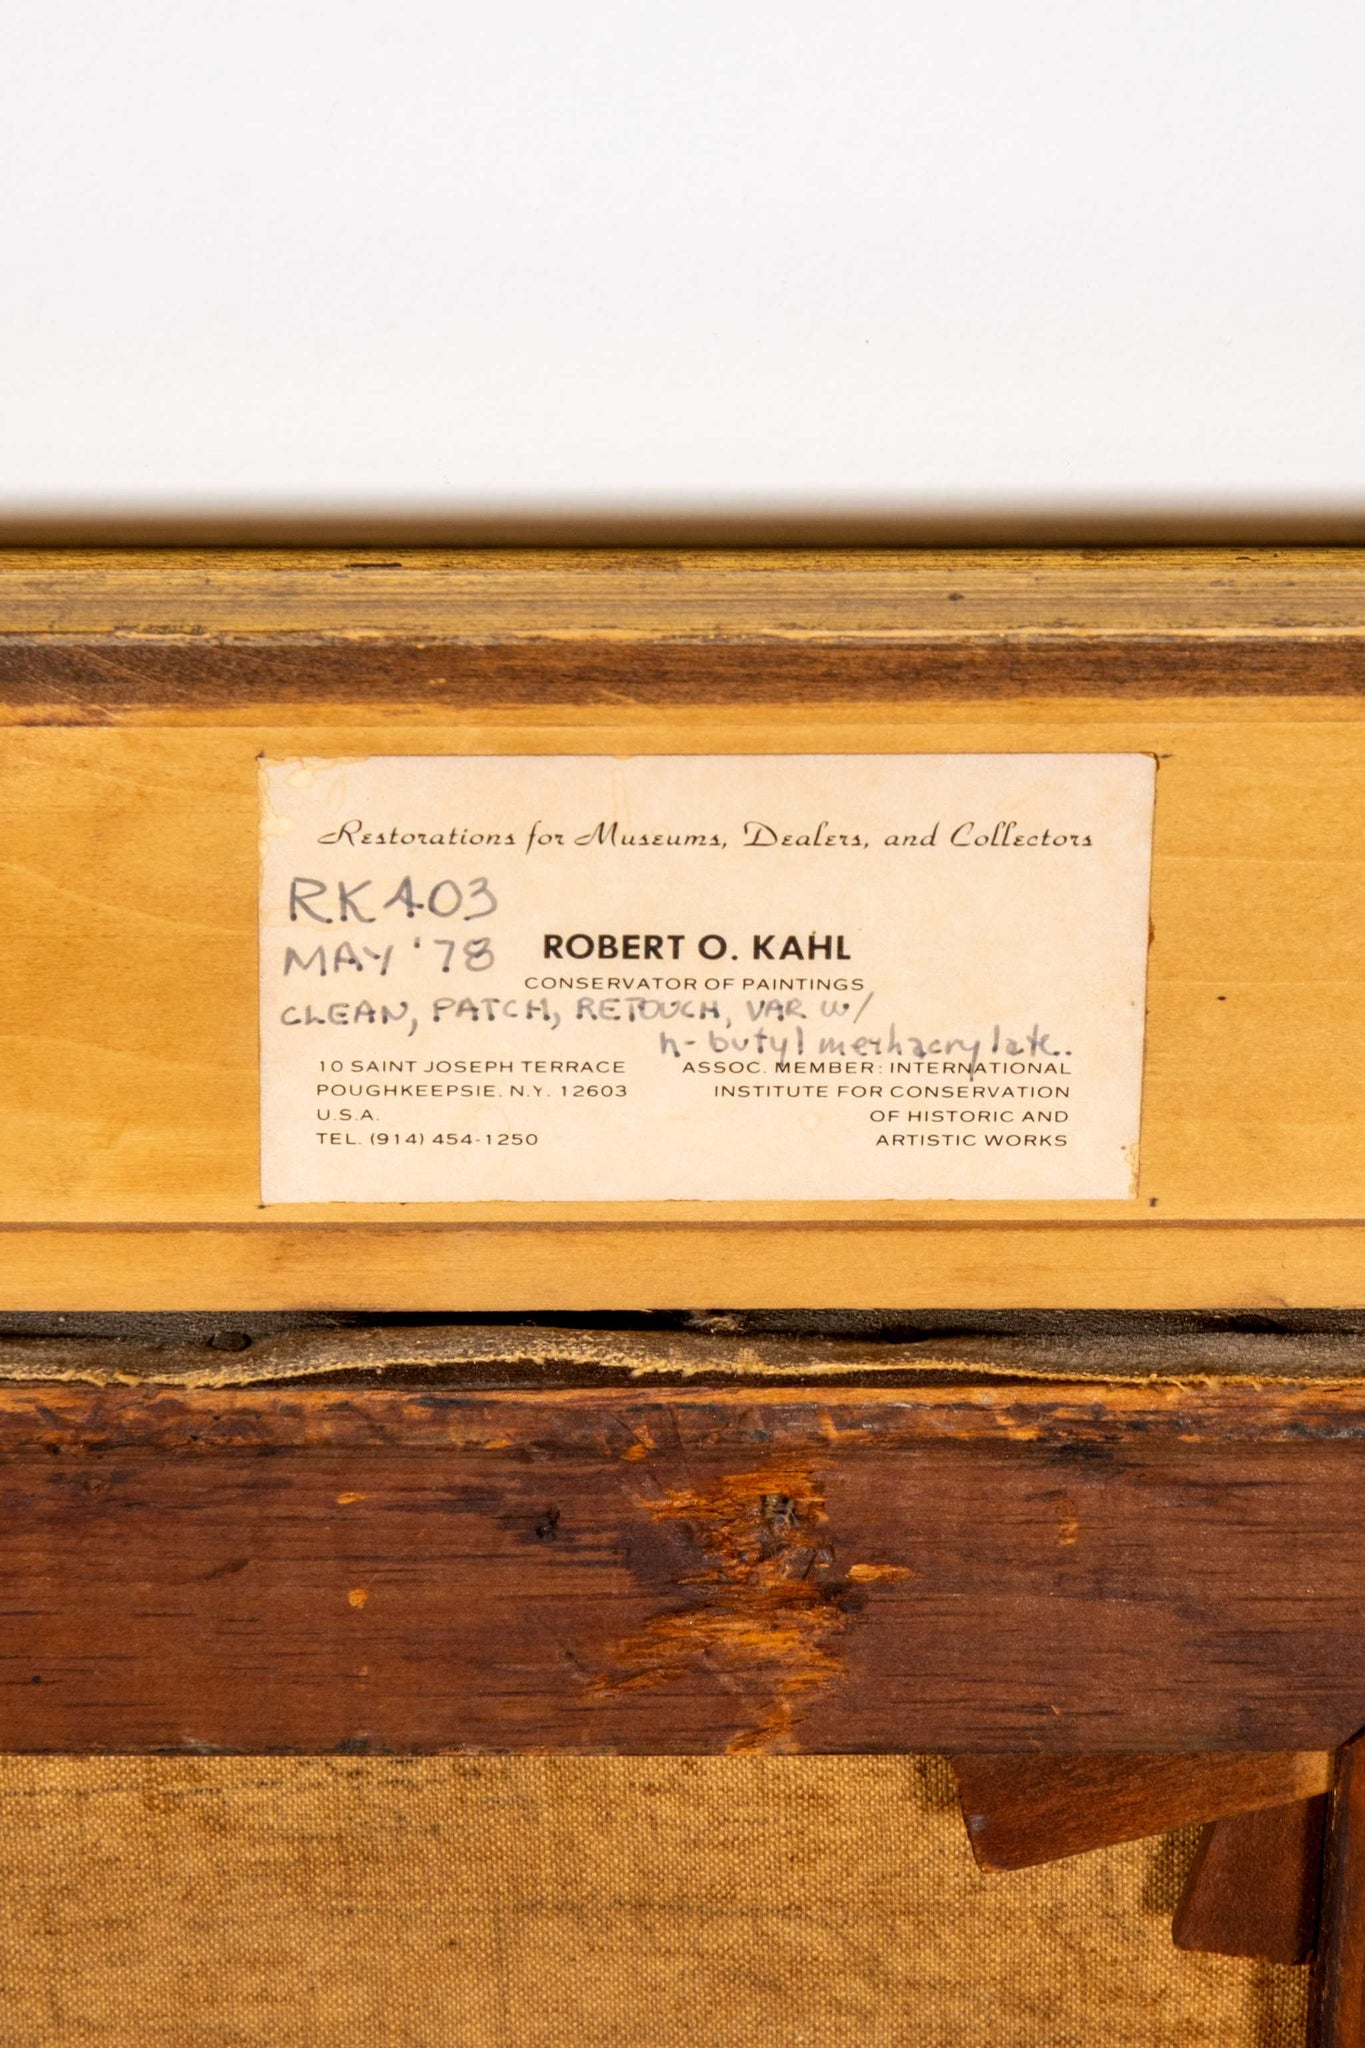 Restorations for Museums, Dealers, and Collectors
RK 403
MAY '78
ROBERT O. KAHL
CONSERVATOR OF PAINTINGS
CLEAN, PATCH, RETOUCH, VAR W/
n-butyl methacrylate..
10 SAINT JOSEPH TERRACE
POUGHKEEPSIE, N.Y. 12603
U.S.A.
TEL. (914) 454-1250
ASSOC. MEMBER: INTERNATIONAL
INSTITUTE FOR CONSERVATION
OF HISTORIC AND
ARTISTIC WORKS